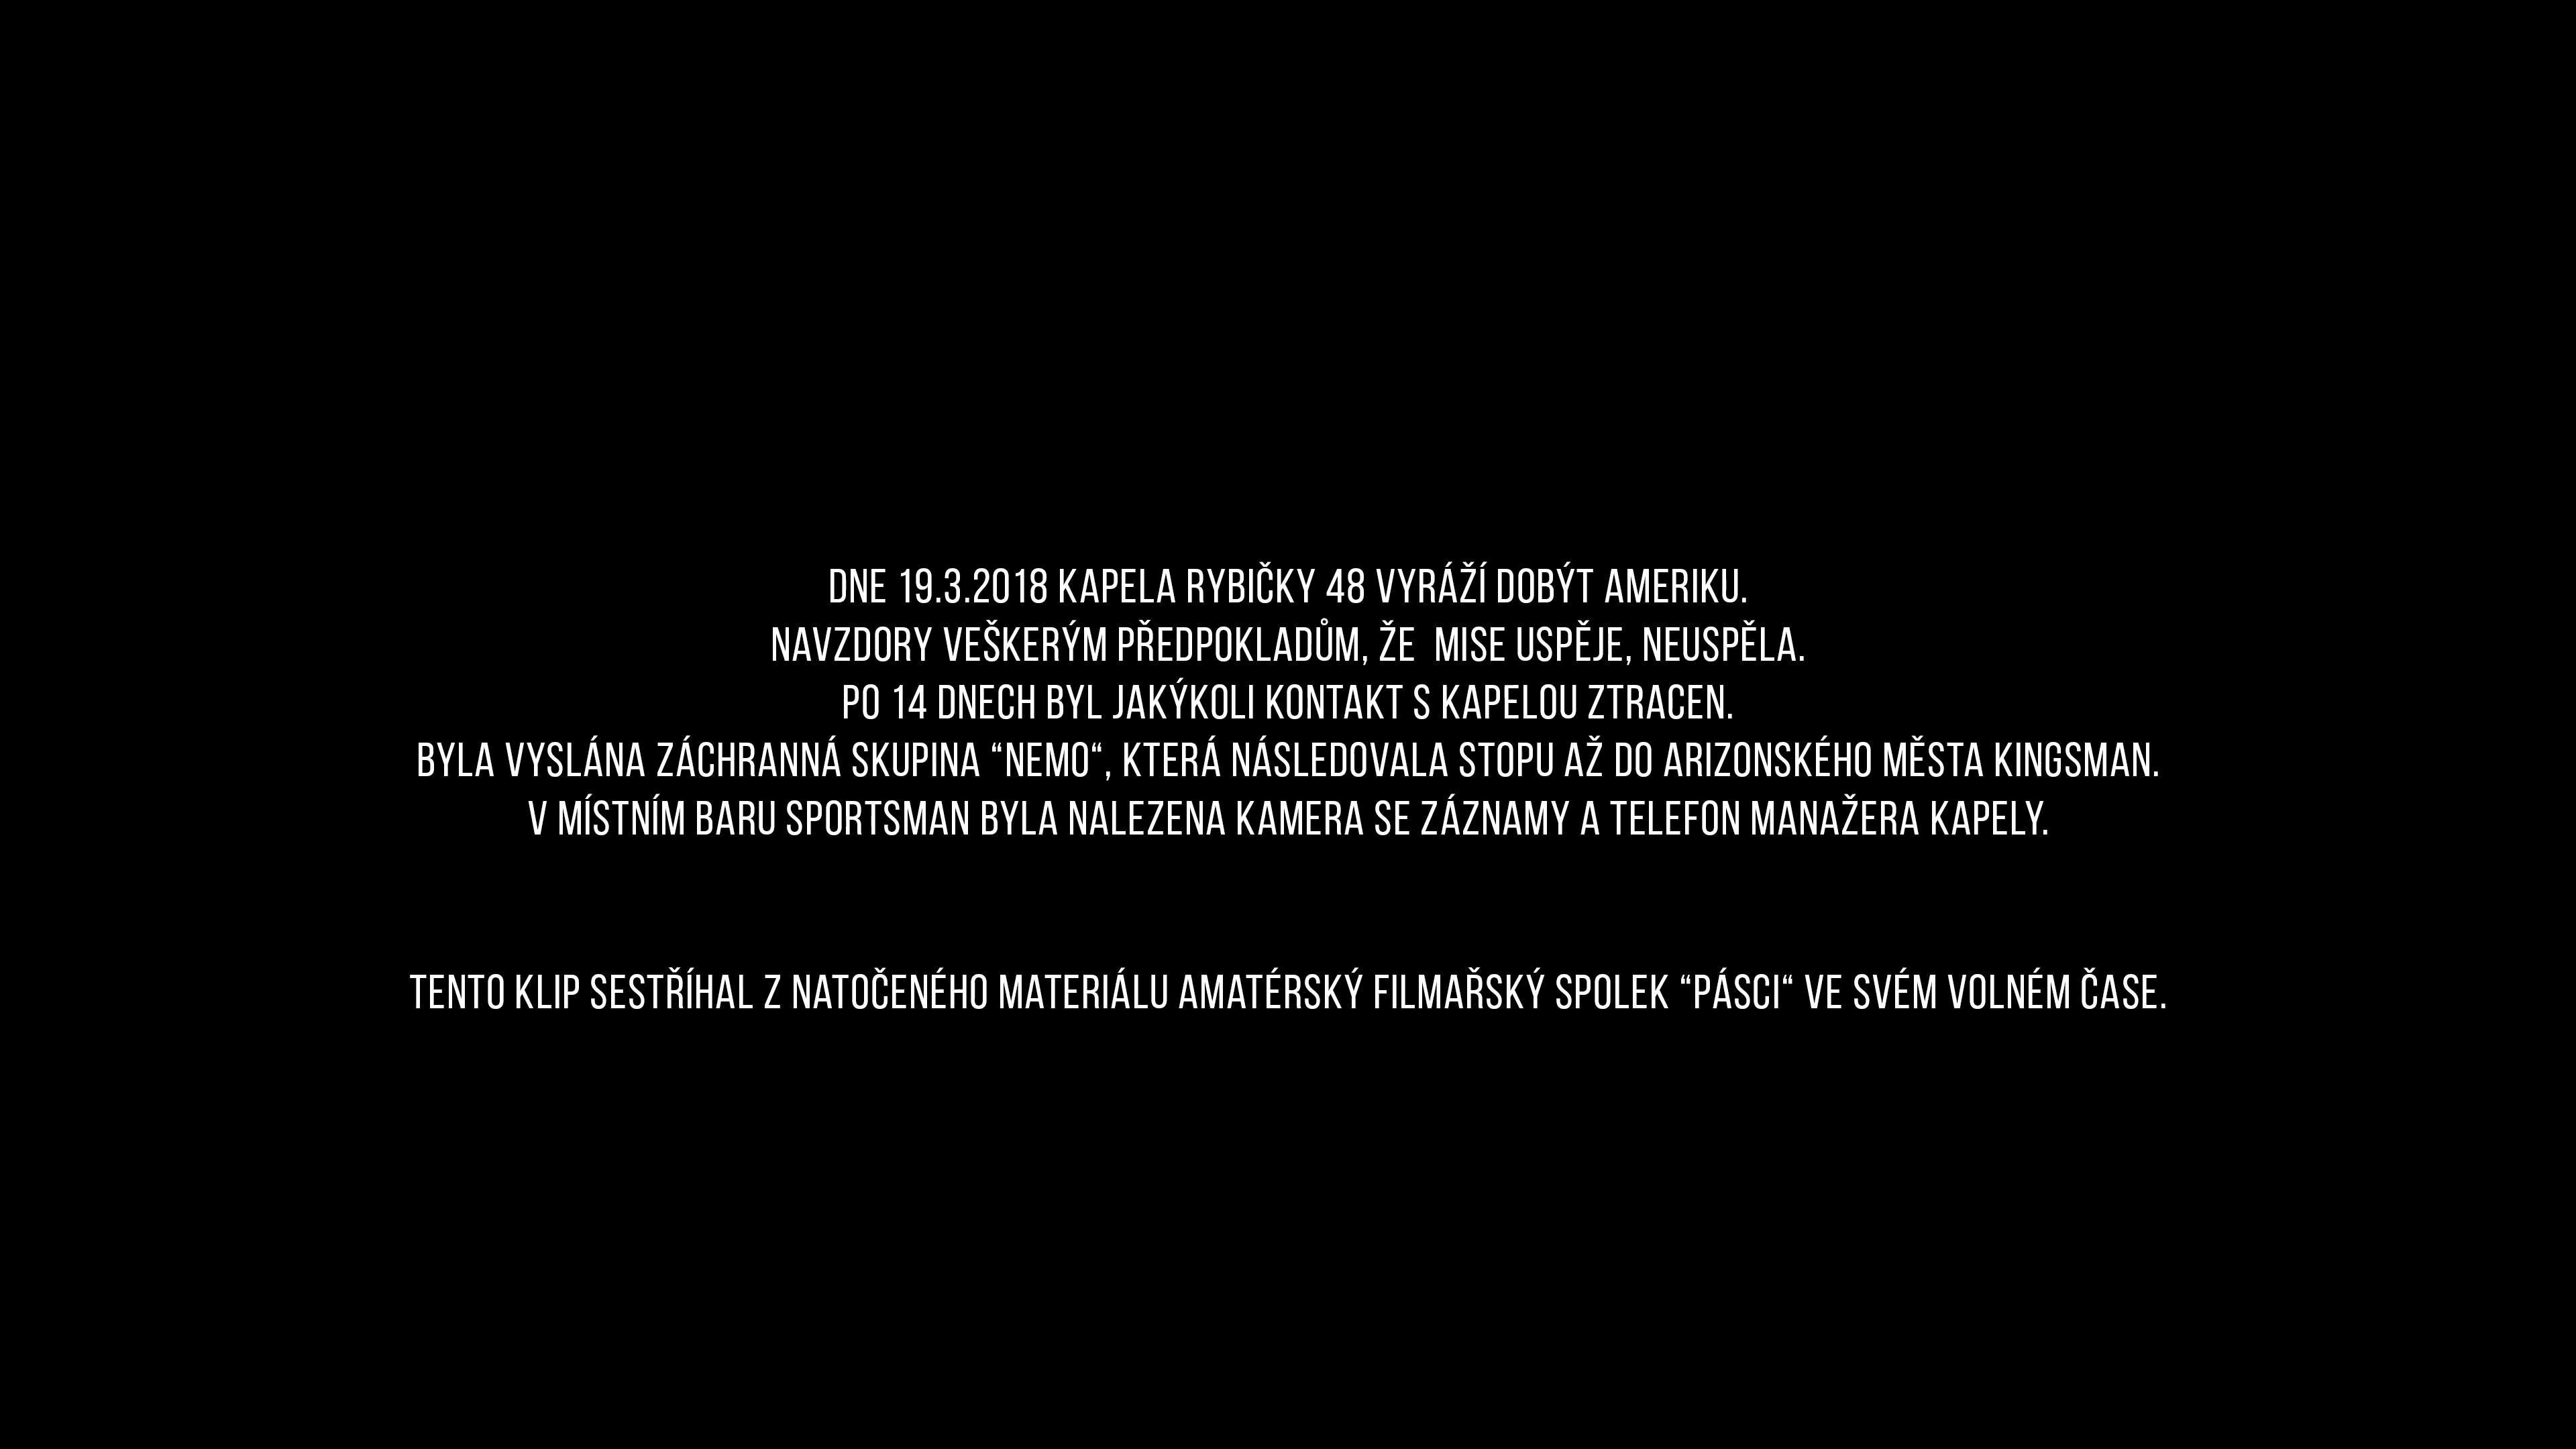 DNE 19.3.2018 KAPELA RYBIČKY 48 VYRÁŽÍ DOBÝT AMERIKU.
NAVZDORY VEŠKERÝM PŘEDPOKLADŮM, ŽE  MISE USPĚJE, NEUSPĚLA.
PO 14 DNECH BYL JAKÝKOLI KONTAKT S KAPELOU ZTRACEN.
BYLA VYSLÁNA ZÁCHRANNÁ SKUPINA “NEMO“, KTERÁ NÁSLEDOVALA STOPU AŽ DO ARIZONSKÉHO MĚSTA KINGSMAN.
V MÍSTNÍM BARU SPORTSMAN BYLA NALEZENA KAMERA SE ZÁZNAMY A TELEFON MANAŽERA KAPELY.
TENTO KLIP SESTŘÍHAL Z NATOČENÉHO MATERIÁLU AMATÉRSKÝ FILMAŘSKÝ SPOLEK “PÁSCI“ VE SVÉM VOLNÉM ČASE.